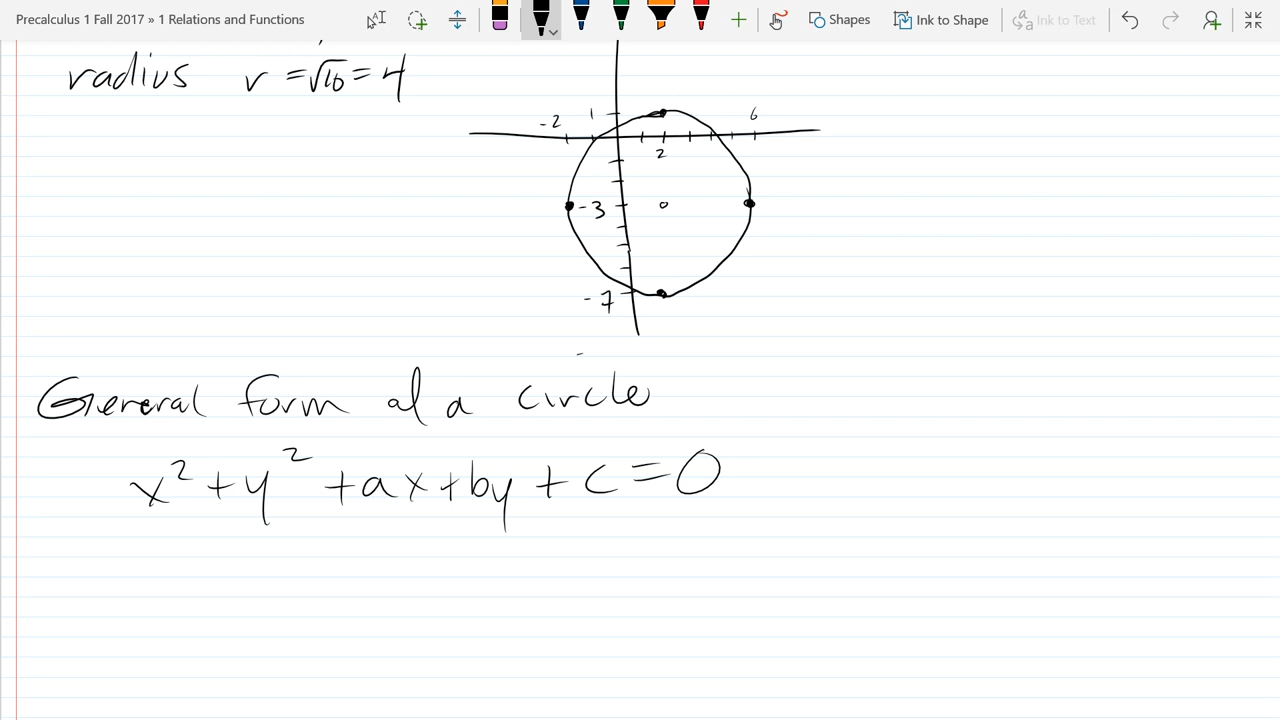 Precalculus 1 Fall 2017 » 1 Relations and Functions
Shapes
Ink to Shape
Ink to Text
radius r = √16 = 4
-2 1 6
2
-3
-7
General form of a circle
x² + y² + ax + by + c = 0